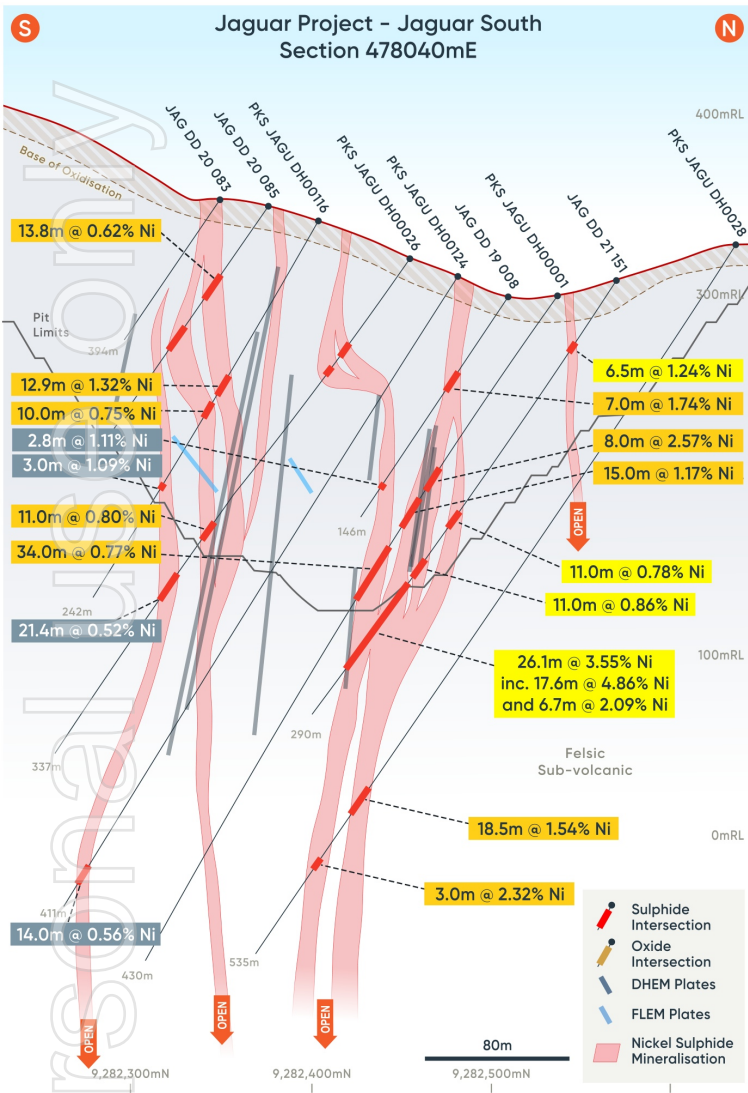 S
Jaguar Project - Jaguar South
Section 478040mE
N
400mRL
JAG DD 20 083
JAG DD 20 085
PKS JAGU DH00116
PKS JAGU DH00026
PKS JAGU DH00124
JAG DD 19 008
PKS JAGU DH00001
JAG DD 21 151
PKS JAGU DH0028
Base of Oxidisation
13.8m @ 0.62% Ni
300mRL
Pit
Limits
394m
6.5m @ 1.24% Ni
12.9m @ 1.32% Ni
7.0m @ 1.74% Ni
10.0m @ 0.75% Ni
2.8m @ 1.11% Ni
8.0m @ 2.57% Ni
3.0m @ 1.09% Ni
15.0m @ 1.17% Ni
11.0m @ 0.80% Ni
146m
OPEN
34.0m @ 0.77% Ni
11.0m @ 0.78% Ni
242m
11.0m @ 0.86% Ni
21.4m @ 0.52% Ni
100mRL
26.1m @ 3.55% Ni
inc. 17.6m @ 4.86% Ni
and 6.7m @ 2.09% Ni
290m
337m
Felsic
Sub-volcanic
18.5m @ 1.54% Ni
0mRL
3.0m @ 2.32% Ni
411m
14.0m @ 0.56% Ni
430m
535m
Sulphide
Intersection
Oxide
Intersection
DHEM Plates
FLEM Plates
Nickel Sulphide
Mineralisation
OPEN
OPEN
OPEN
80m
9,282,300mN
9,282,400mN
9,282,500mN
rsonal use only